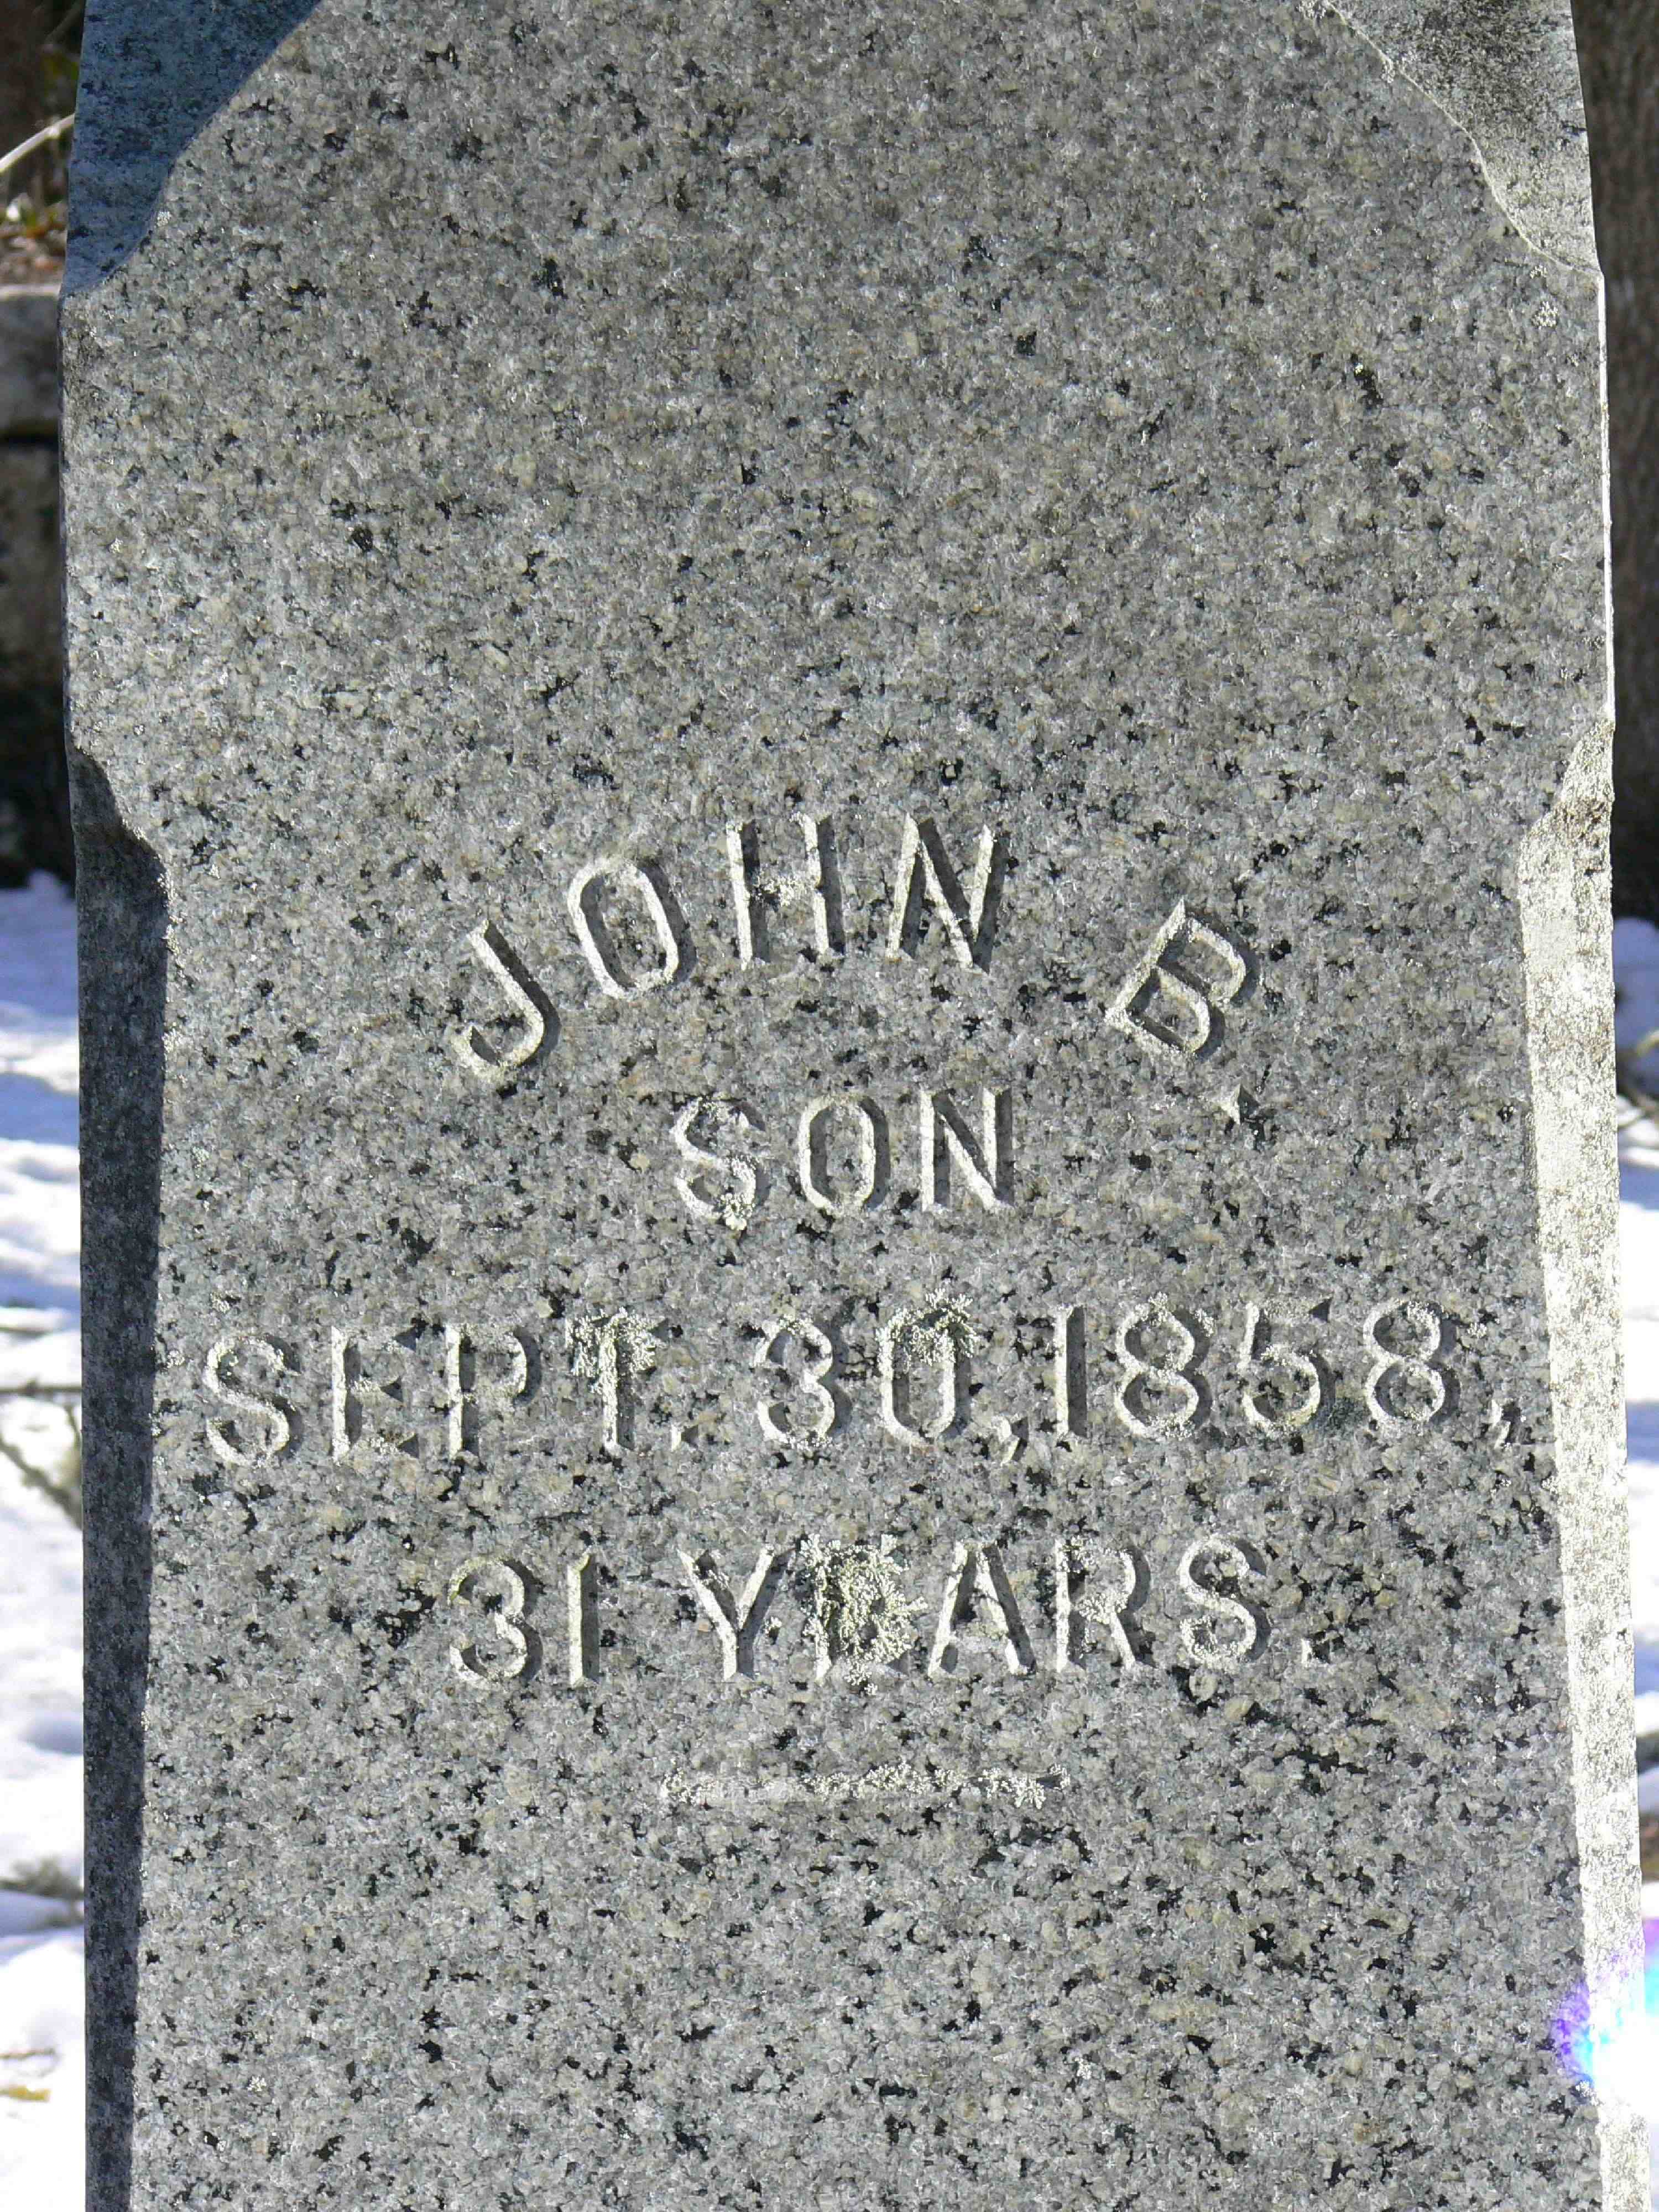 JOHN B.
SON
SEPT. 30, 1858,
31 YEARS.